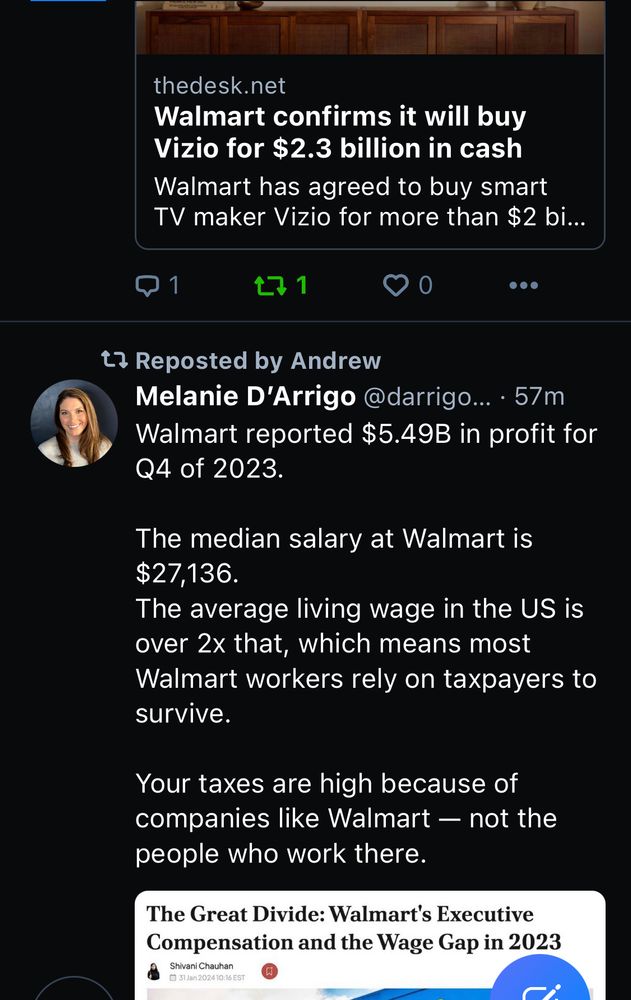 thedesk.net
Walmart confirms it will buy
Vizio for $2.3 billion in cash
Walmart has agreed to buy smart
TV maker Vizio for more than $2 bi...
1
1
0
Reposted by Andrew
Melanie D’Arrigo @darrigo... · 57m
Walmart reported $5.49B in profit for
Q4 of 2023.
The median salary at Walmart is
$27,136.
The average living wage in the US is
over 2x that, which means most
Walmart workers rely on taxpayers to
survive.
Your taxes are high because of
companies like Walmart — not the
people who work there.
The Great Divide: Walmart's Executive
Compensation and the Wage Gap in 2023
Shivani Chauhan
31 Jan 2024 10:16 EST